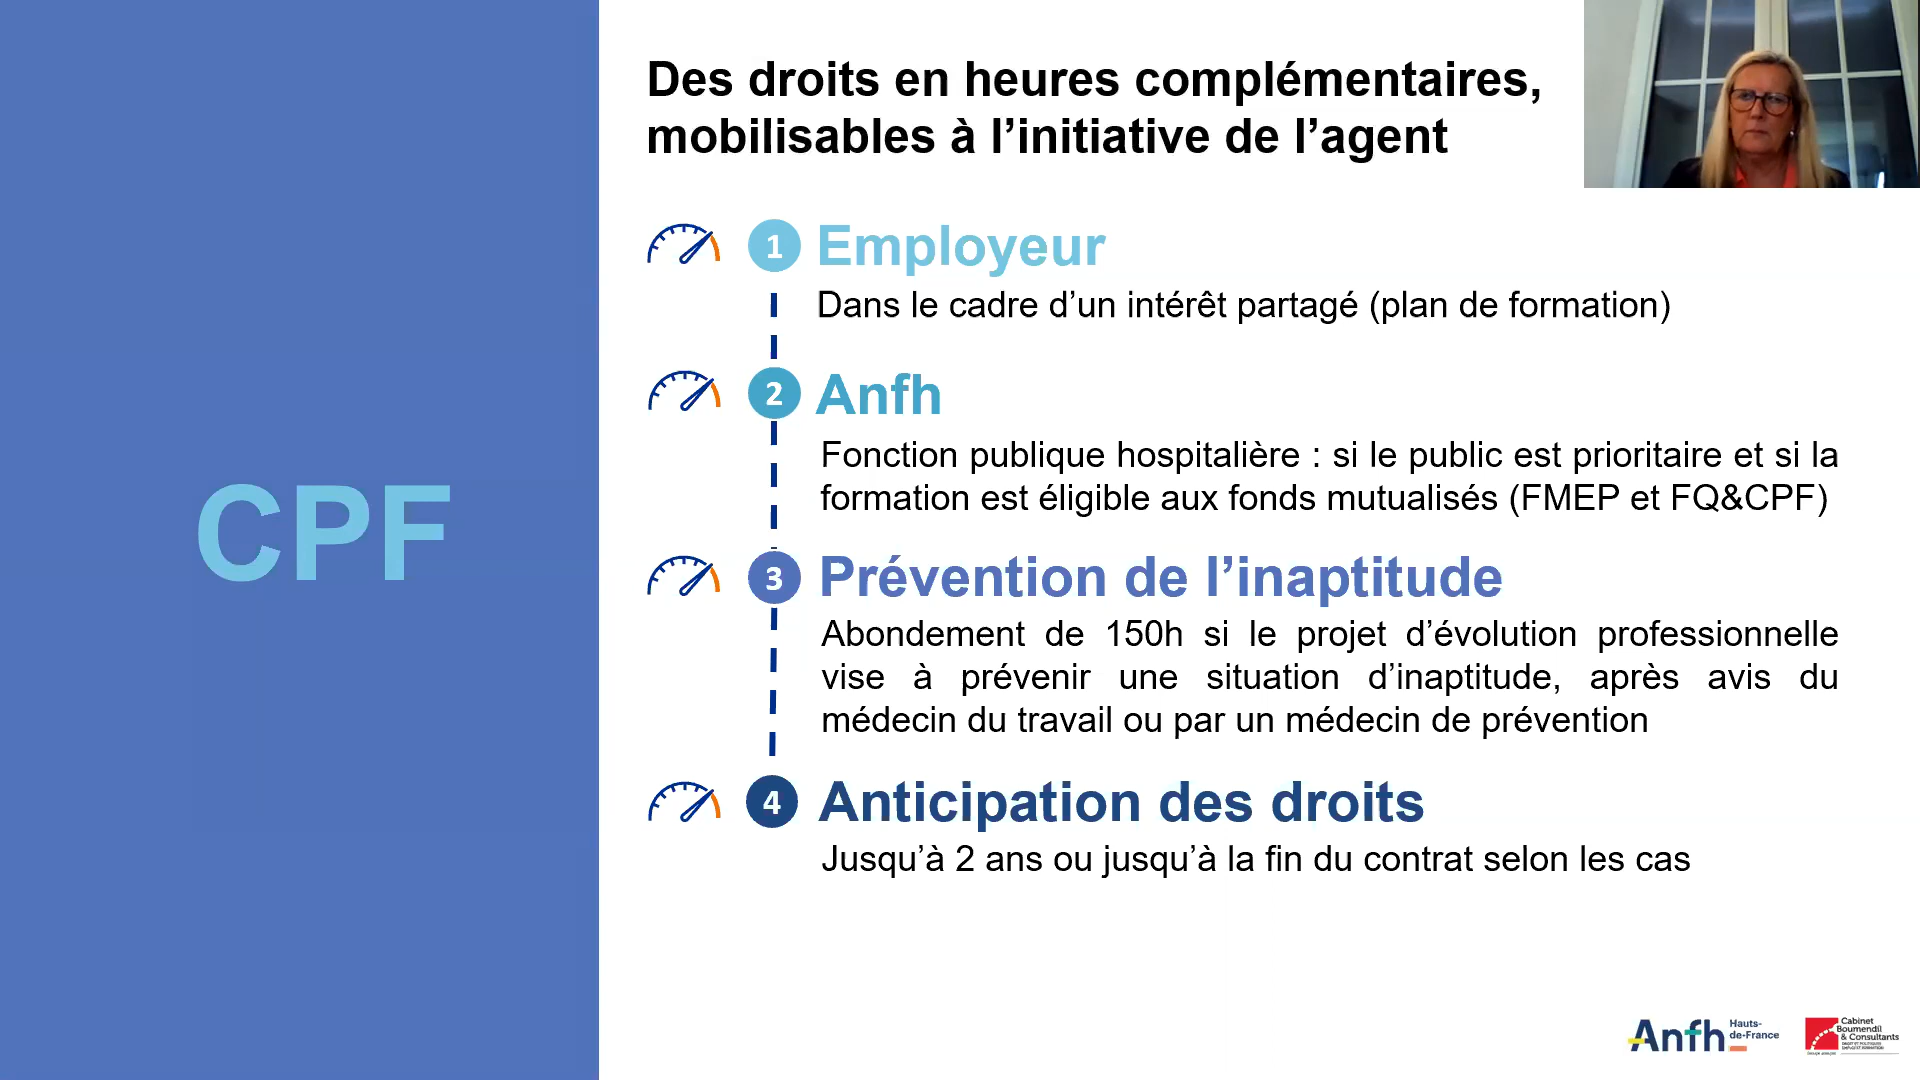 CPF
Des droits en heures complémentaires,
mobilisables à l’initiative de l’agent
1 Employeur
Dans le cadre d’un intérêt partagé (plan de formation)
2 Anfh
Fonction publique hospitalière : si le public est prioritaire et si la
formation est éligible aux fonds mutualisés (FMEP et FQ&CPF)
3 Prévention de l’inaptitude
Abondement de 150h si le projet d’évolution professionnelle
vise à prévenir une situation d’inaptitude, après avis du
médecin du travail ou par un médecin de prévention
4 Anticipation des droits
Jusqu’à 2 ans ou jusqu’à la fin du contrat selon les cas
Anfh
Hauts-
de-France
Cabinet
Boumendil
& Consultants